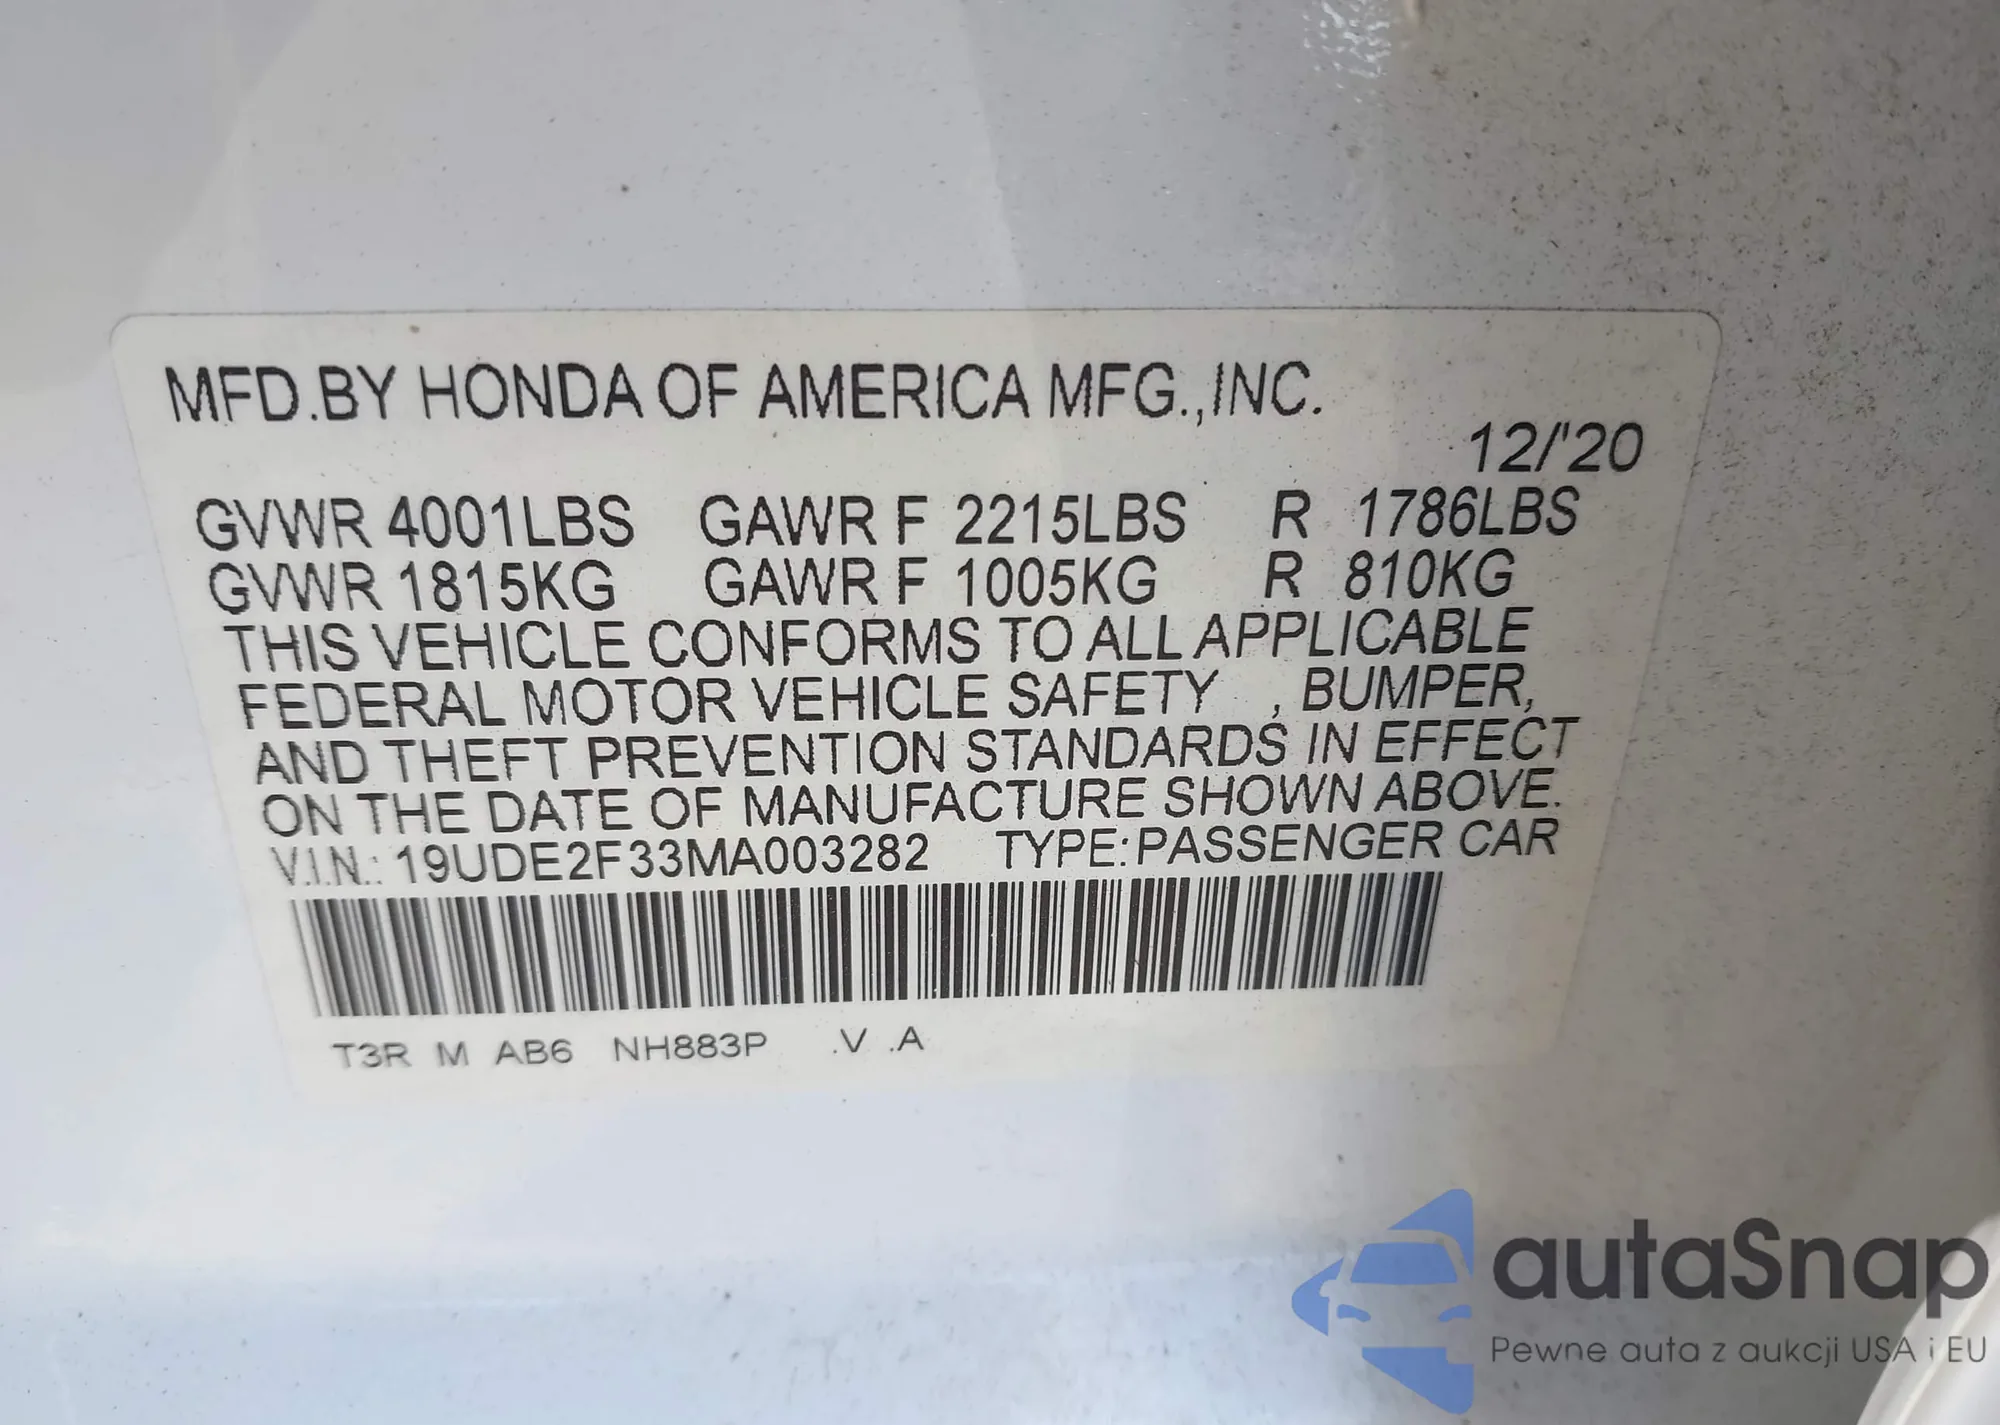 MFD.BY HONDA OF AMERICA MFG.,INC.
12/'20
GVWR 4001LBS GAWR F 2215LBS R 1786LBS
GVWR 1815KG GAWR F 1005KG R 810KG
THIS VEHICLE CONFORMS TO ALL APPLICABLE
FEDERAL MOTOR VEHICLE SAFETY , BUMPER,
AND THEFT PREVENTION STANDARDS IN EFFECT
ON THE DATE OF MANUFACTURE SHOWN ABOVE.
V.I.N.: 19UDE2F33MA003282 TYPE:PASSENGER CAR
T3R M AB6 NH883P .V .A
autaSnap
Pewne auta z aukcji USA i EU